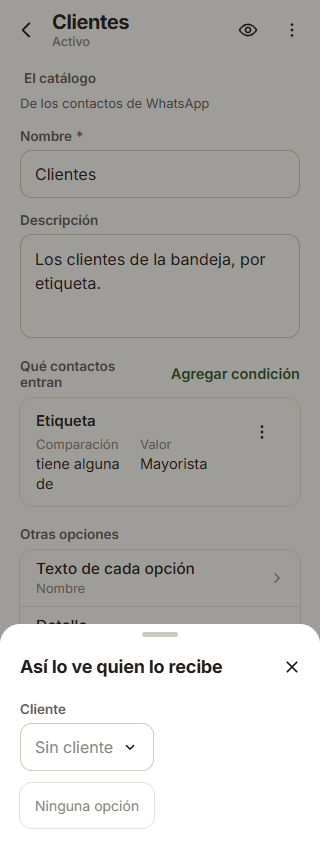 Clientes
Activo
El catálogo
De los contactos de WhatsApp
Nombre *
Clientes
Descripción
Los clientes de la bandeja, por
etiqueta.
Qué contactos
entran
Agregar condición
Etiqueta
Comparación
Valor
tiene alguna
de
Mayorista
Otras opciones
Texto de cada opción
Nombre
Así lo ve quien lo recibe
Cliente
Sin cliente
Ninguna opción